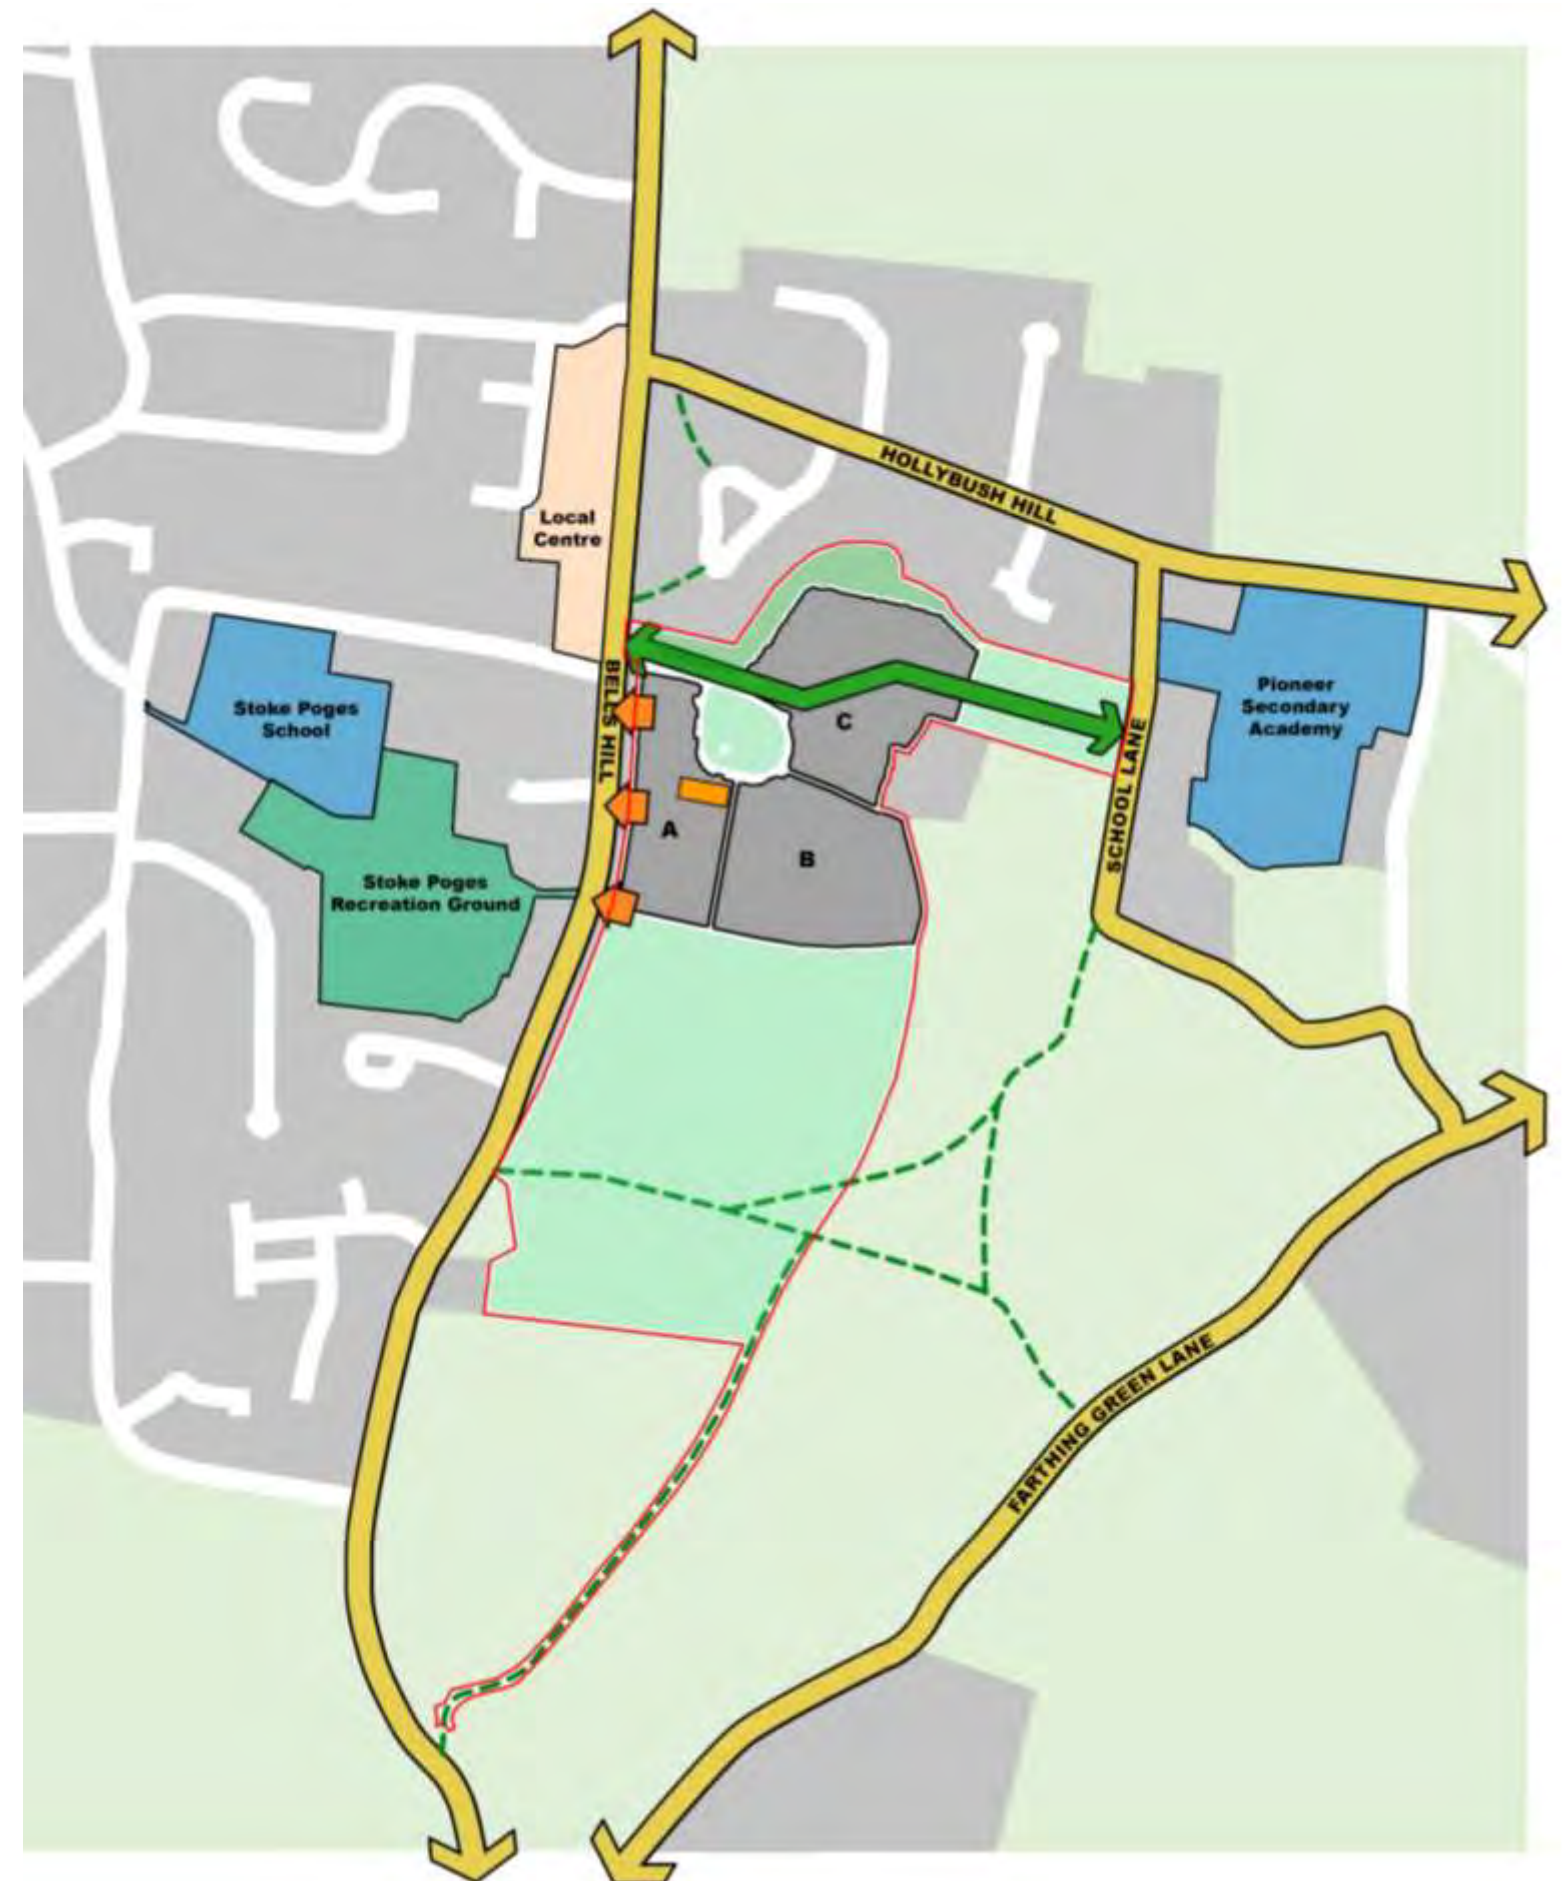 HOLLYBUSH HILL
Local
Centre
Stoke Poges
School
BELLS HILL
Pioneer
Secondary
Academy
C
SCHOOL LANE
A
B
Stoke Poges
Recreation Ground
FARTHING GREEN LANE